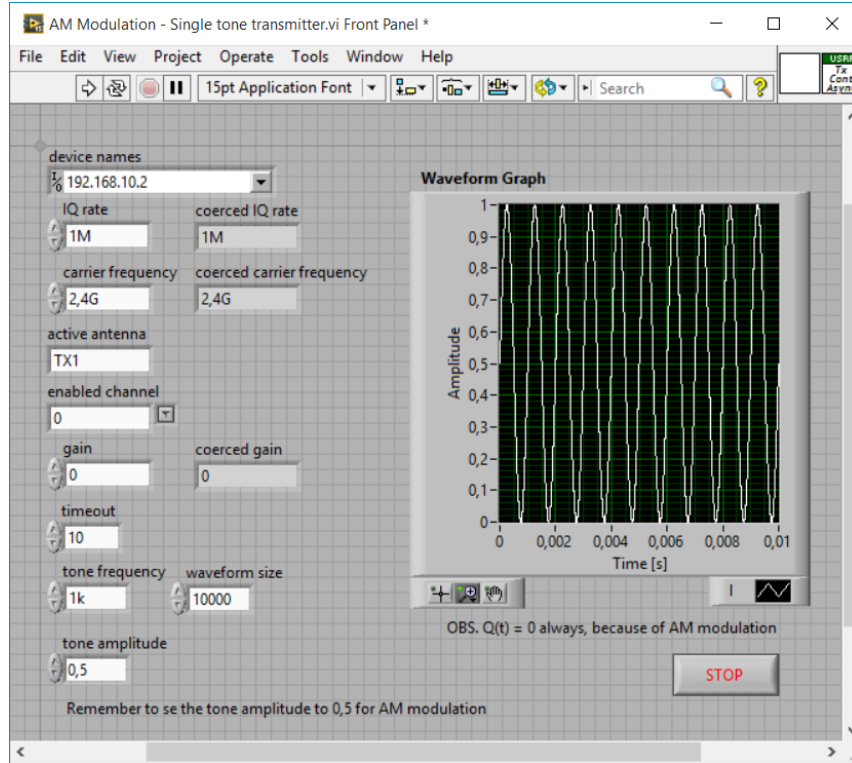 AM Modulation - Single tone transmitter.vi Front Panel *
File Edit View Project Operate Tools Window Help
15pt Application Font
Search
USRP
Tx
Cont
Async
device names
192.168.10.2
IQ rate
coerced IQ rate
1M
1M
carrier frequency
coerced carrier frequency
2,4G
2,4G
active antenna
TX1
enabled channel
0
gain
coerced gain
0
0
timeout
10
tone frequency
waveform size
1k
10000
tone amplitude
0,5
Remember to se the tone amplitude to 0,5 for AM modulation
Waveform Graph
Amplitude
1
0,9
0,8
0,7
0,6
0,5
0,4
0,3
0,2
0,1
0
0 0,002 0,004 0,006 0,008 0,01
Time [s]
I
OBS. Q(t) = 0 always, because of AM modulation
STOP